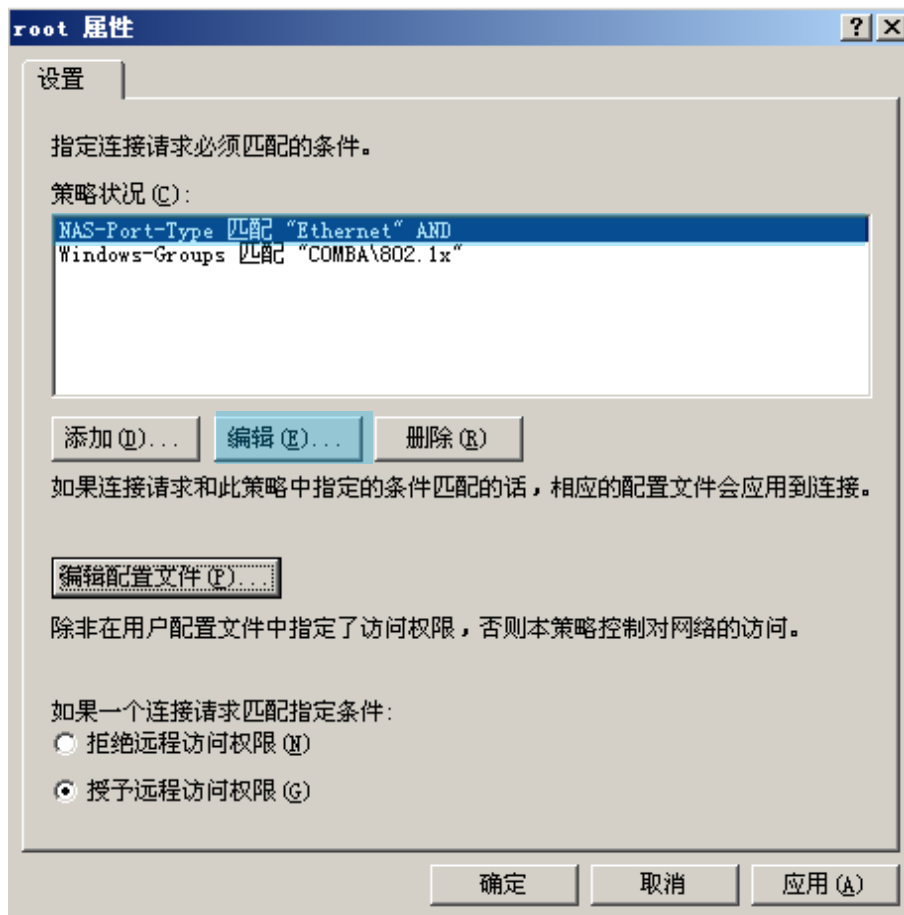 root 属性
设置
指定连接请求必须匹配的条件。
策略状况(C):
NAS-Port-Type 匹配 "Ethernet" AND
Windows-Groups 匹配 "COMBA\802.1x"
添加(D)... 编辑(E)... 删除(R)
如果连接请求和此策略中指定的条件匹配的话，相应的配置文件会应用到连接。
编辑配置文件(P)...
除非在用户配置文件中指定了访问权限，否则本策略控制对网络的访问。
如果一个连接请求匹配指定条件:
拒绝远程访问权限(N)
授予远程访问权限(G)
确定 取消 应用(A)